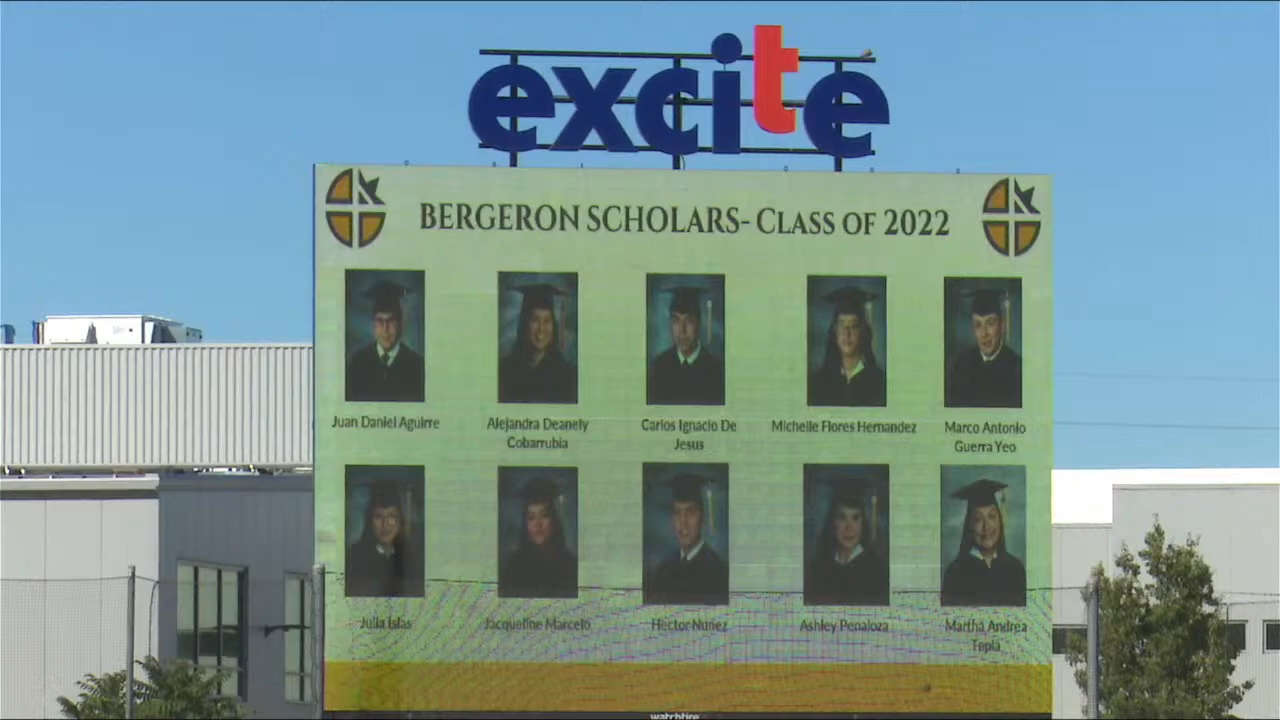 excite
BERGERON SCHOLARS- CLASS OF 2022
Juan Daniel Aguirre
Alejandra Deanely
Cobarrubia
Carlos Ignacio De
Jesus
Michelle Flores Hernandez
Marco Antonio
Guerra Yeo
Julia Islas
Jacqueline Marcelo
Hector Nunez
Ashley Penaloza
Martha Andrea
Tapia
watchfire